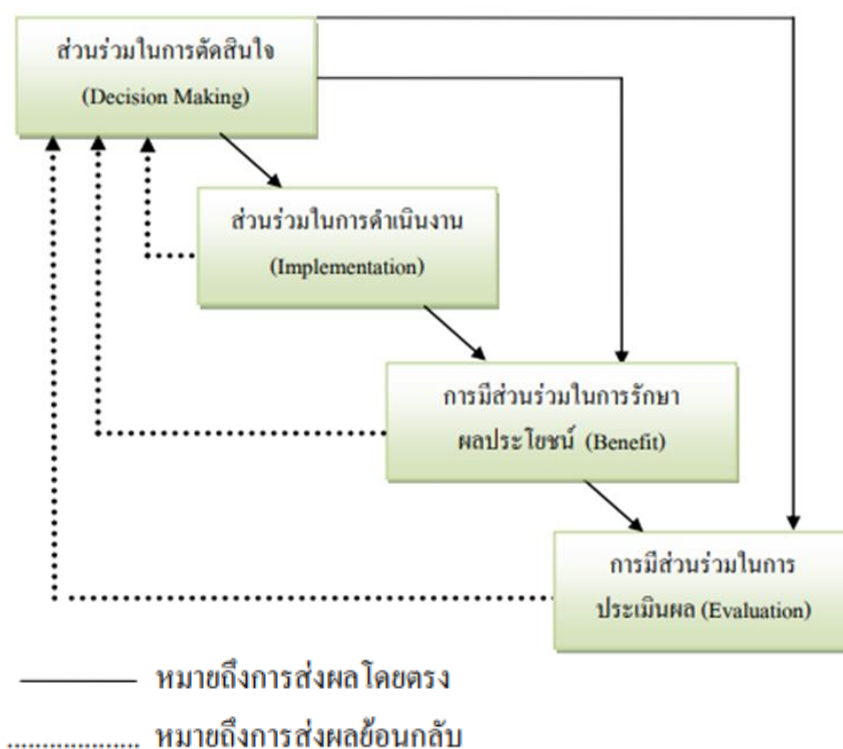 ส่วนร่วมในการตัดสินใจ
(Decision Making)
ส่วนร่วมในการดำเนินงาน
(Implementation)
การมีส่วนร่วมในการรักษา
ผลประโยชน์ (Benefit)
การมีส่วนร่วมในการ
ประเมินผล (Evaluation)
หมายถึงการส่งผลโดยตรง
หมายถึงการส่งผลย้อนกลับ